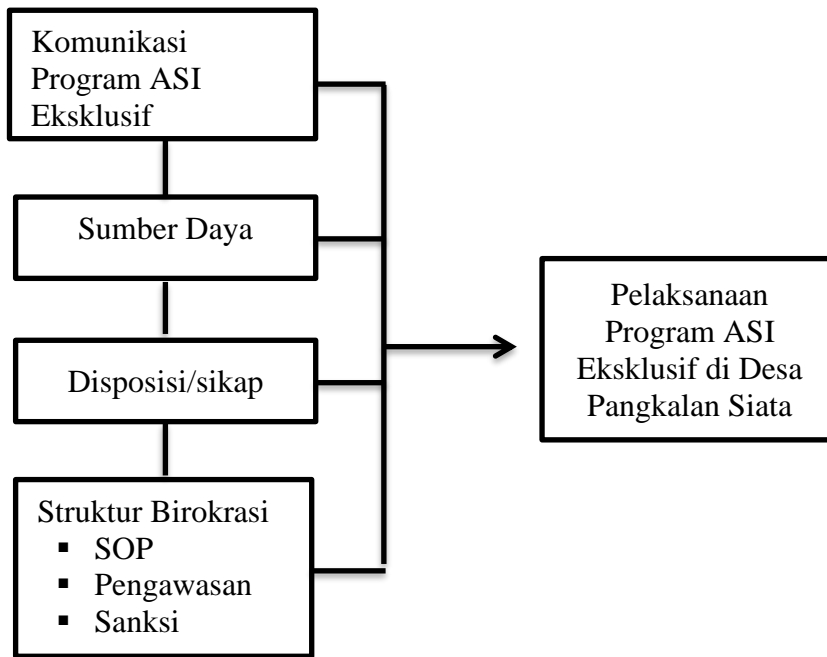 Komunikasi
Program ASI
Eksklusif
Sumber Daya
Disposisi/sikap
Struktur Birokrasi
▪ SOP
▪ Pengawasan
▪ Sanksi
Pelaksanaan
Program ASI
Eksklusif di Desa
Pangkalan Siata